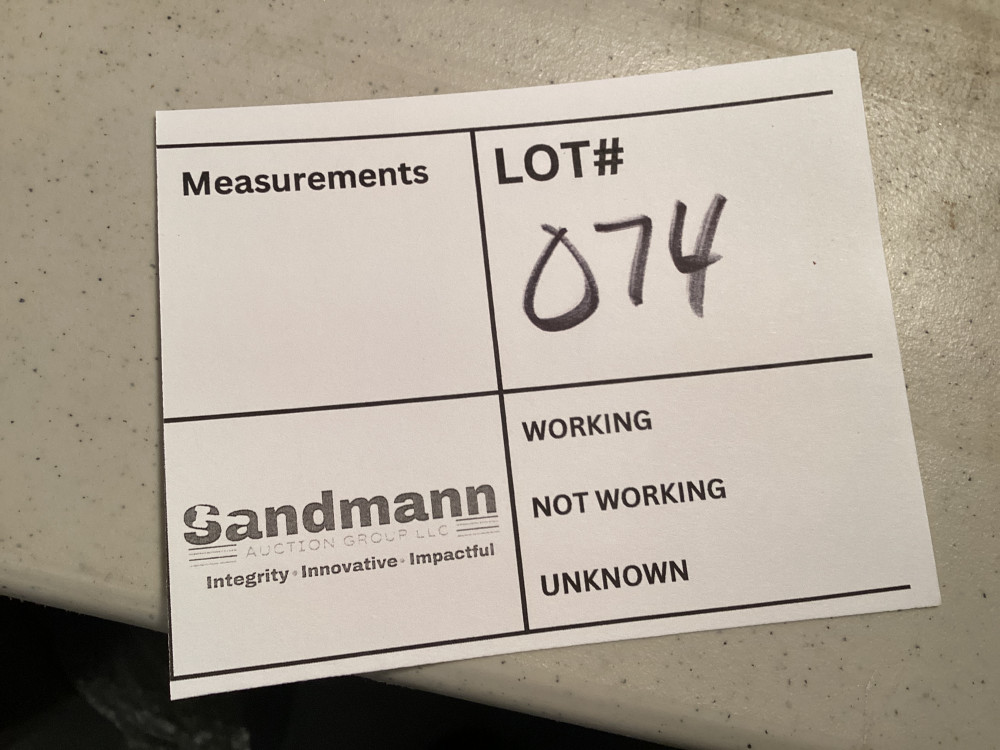 Measurements
LOT#
074
WORKING
NOT WORKING
UNKNOWN
Sandmann
AUCTION GROUP LLC
Integrity • Innovative • Impactful